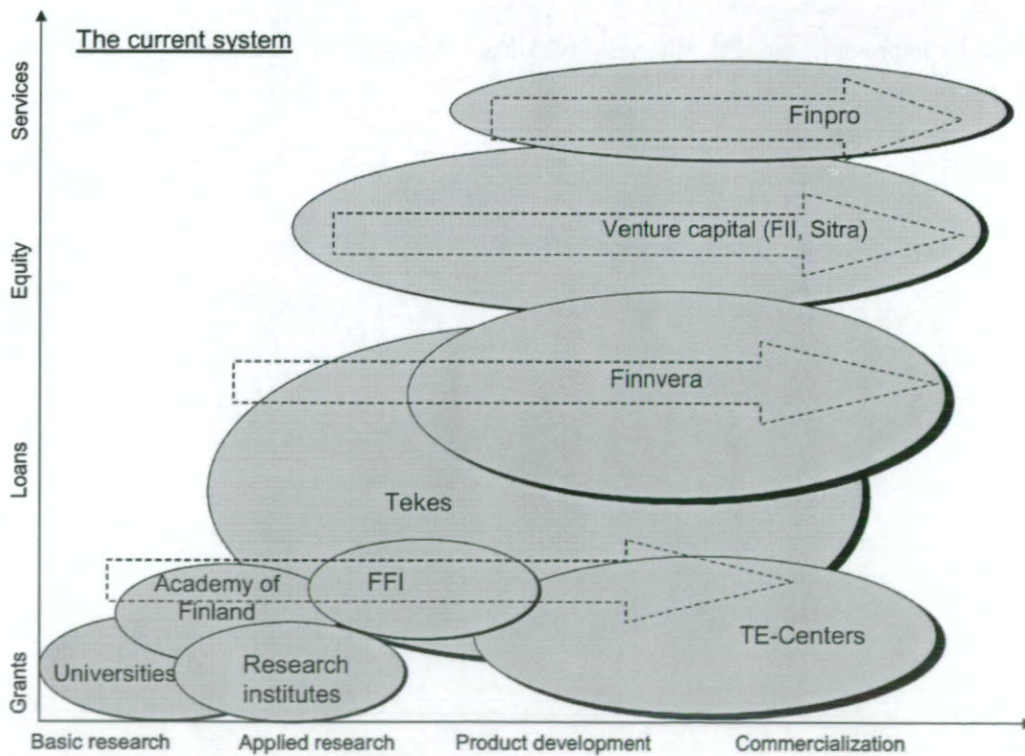 The current system
Services
Finpro
Equity
Venture capital (FII, Sitra)
Finnvera
Loans
Tekes
Academy of
Finland
FFI
TE-Centers
Universities
Research
institutes
Grants
Basic research
Applied research
Product development
Commercialization